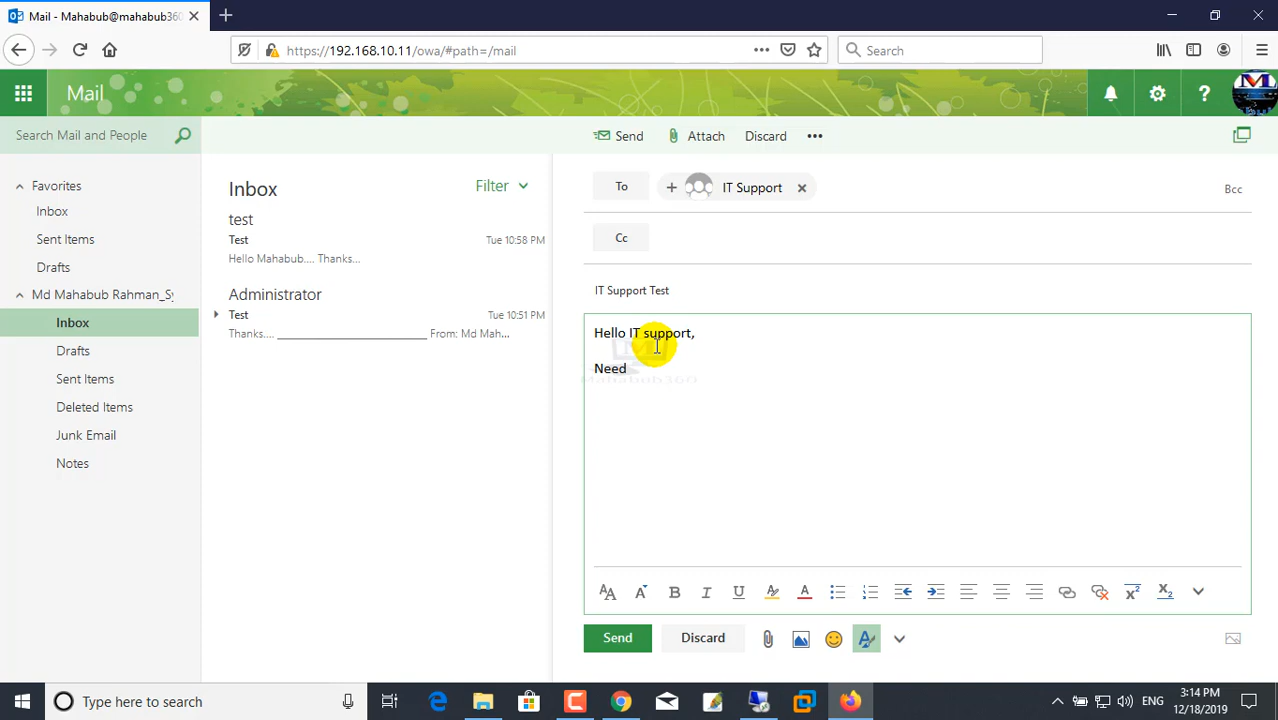 Mail - Mahabub@mahabub360
https://192.168.10.11/owa/#path=/mail
Search
Mail
Search Mail and People
Send
Attach
Discard
Favorites
Inbox
Sent Items
Drafts
Md Mahabub Rahman_Sy
Inbox
Drafts
Sent Items
Deleted Items
Junk Email
Notes
Inbox
Filter
test
Test Tue 10:58 PM
Hello Mahabub.... Thanks...
Administrator
Test Tue 10:51 PM
Thanks.... ________________________ From: Md Mah...
To
IT Support
Bcc
Cc
IT Support Test
Hello IT support,
Need
Mahabub360
Send
Discard
Type here to search
ENG
3:14 PM
12/18/2019